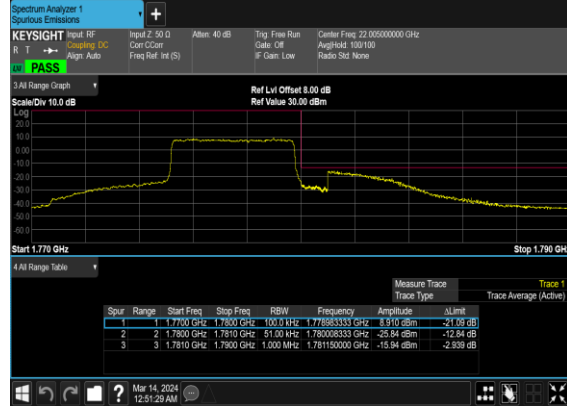 Spectrum Analyzer 1
Spurious Emissions
KEYSIGHT Input: RF Input Z: 50 Ω Atten: 40 dB Trig: Free Run Center Freq: 22.005000000 GHz
R T Coupling: DC Corr CCorr Gate: Off Avg|Hold: 100/100
Align: Auto Freq Ref: Int (S) IF Gain: Low Radio Std: None
PASS
3 All Range Graph
Ref Lvl Offset 8.00 dB
Scale/Div 10.0 dB Ref Value 30.00 dBm
Log
20.0
10.0
0.00
-10.0
-20.0
-30.0
-40.0
-50.0
-60.0
Start 1.770 GHz Stop 1.790 GH
4 All Range Table
Measure Trace Trace 1
Trace Type Trace Average (Active)
Spur Range Start Freq Stop Freq RBW Frequency Amplitude ΔLimit
1 1 1.7700 GHz 1.7800 GHz 100.0 kHz 1.778983333 GHz 8.910 dBm -21.09 dB
2 2 1.7800 GHz 1.7810 GHz 51.00 kHz 1.780008333 GHz -25.84 dBm -12.84 dB
3 3 1.7810 GHz 1.7900 GHz 1.000 MHz 1.781150000 GHz -15.94 dBm -2.939 dB
? Mar 14, 2024
12:51:29 AM